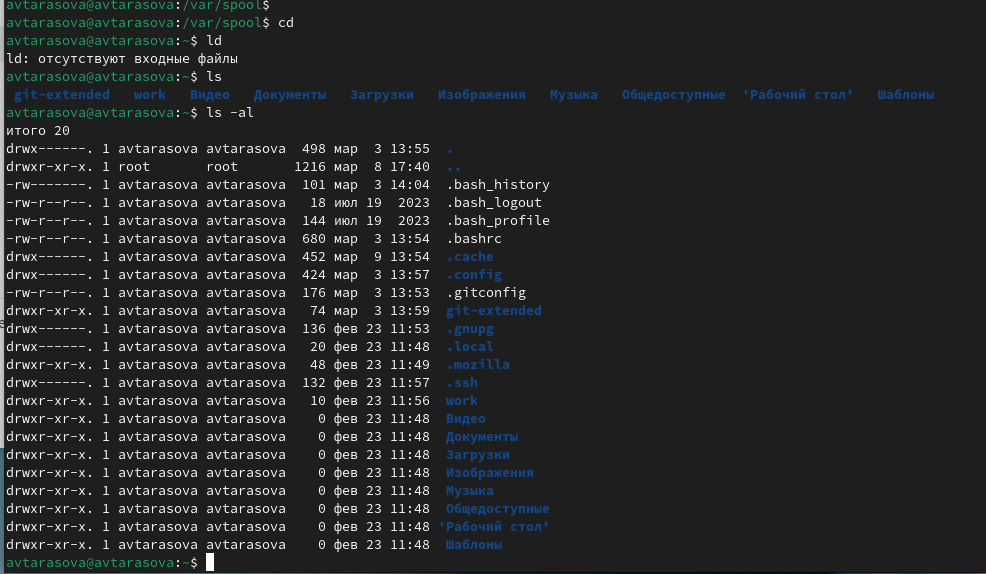 avtarasova@avtarasova:/var/spool$
avtarasova@avtarasova:/var/spool$ cd
avtarasova@avtarasova:~$ ld
ld: отсутствуют входные файлы
avtarasova@avtarasova:~$ ls
git-extended work Видео Документы Загрузки Изображения Музыка Общедоступные 'Рабочий стол' Шаблоны
avtarasova@avtarasova:~$ ls -al
итого 20
drwx------. 1 avtarasova avtarasova 498 мар 3 13:55 .
drwxr-xr-x. 1 root root 1216 мар 8 17:40 ..
-rw-------. 1 avtarasova avtarasova 101 мар 3 14:04 .bash_history
-rw-r--r--. 1 avtarasova avtarasova 18 июл 19 2023 .bash_logout
-rw-r--r--. 1 avtarasova avtarasova 144 июл 19 2023 .bash_profile
-rw-r--r--. 1 avtarasova avtarasova 680 мар 3 13:54 .bashrc
drwx------. 1 avtarasova avtarasova 452 мар 9 13:54 .cache
drwx------. 1 avtarasova avtarasova 424 мар 3 13:57 .config
-rw-r--r--. 1 avtarasova avtarasova 176 мар 3 13:53 .gitconfig
drwxr-xr-x. 1 avtarasova avtarasova 74 мар 3 13:59 git-extended
drwx------. 1 avtarasova avtarasova 136 фев 23 11:53 .gnupg
drwx------. 1 avtarasova avtarasova 20 фев 23 11:48 .local
drwxr-xr-x. 1 avtarasova avtarasova 48 фев 23 11:49 .mozilla
drwx------. 1 avtarasova avtarasova 132 фев 23 11:57 .ssh
drwxr-xr-x. 1 avtarasova avtarasova 10 фев 23 11:56 work
drwxr-xr-x. 1 avtarasova avtarasova 0 фев 23 11:48 Видео
drwxr-xr-x. 1 avtarasova avtarasova 0 фев 23 11:48 Документы
drwxr-xr-x. 1 avtarasova avtarasova 0 фев 23 11:48 Загрузки
drwxr-xr-x. 1 avtarasova avtarasova 0 фев 23 11:48 Изображения
drwxr-xr-x. 1 avtarasova avtarasova 0 фев 23 11:48 Музыка
drwxr-xr-x. 1 avtarasova avtarasova 0 фев 23 11:48 Общедоступные
drwxr-xr-x. 1 avtarasova avtarasova 0 фев 23 11:48 'Рабочий стол'
drwxr-xr-x. 1 avtarasova avtarasova 0 фев 23 11:48 Шаблоны
avtarasova@avtarasova:~$